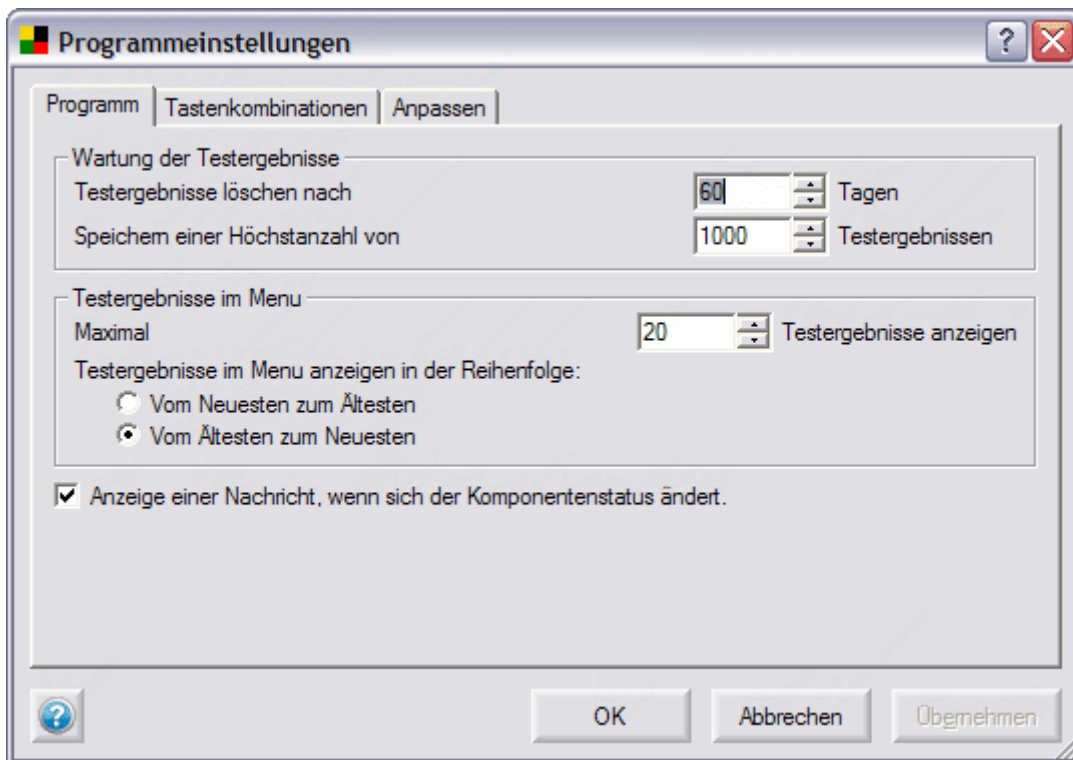 Programmeinstellungen
Programm Tastenkombinationen Anpassen
Wartung der Testergebnisse
Testergebnisse löschen nach 60 Tagen
Speichern einer Höchstanzahl von 1000 Testergebnissen
Testergebnisse im Menu
Maximal 20 Testergebnisse anzeigen
Testergebnisse im Menu anzeigen in der Reihenfolge:
Vom Neuesten zum Ältesten
Vom Ältesten zum Neuesten
Anzeige einer Nachricht, wenn sich der Komponentenstatus ändert.
OK Abbrechen Übernehmen